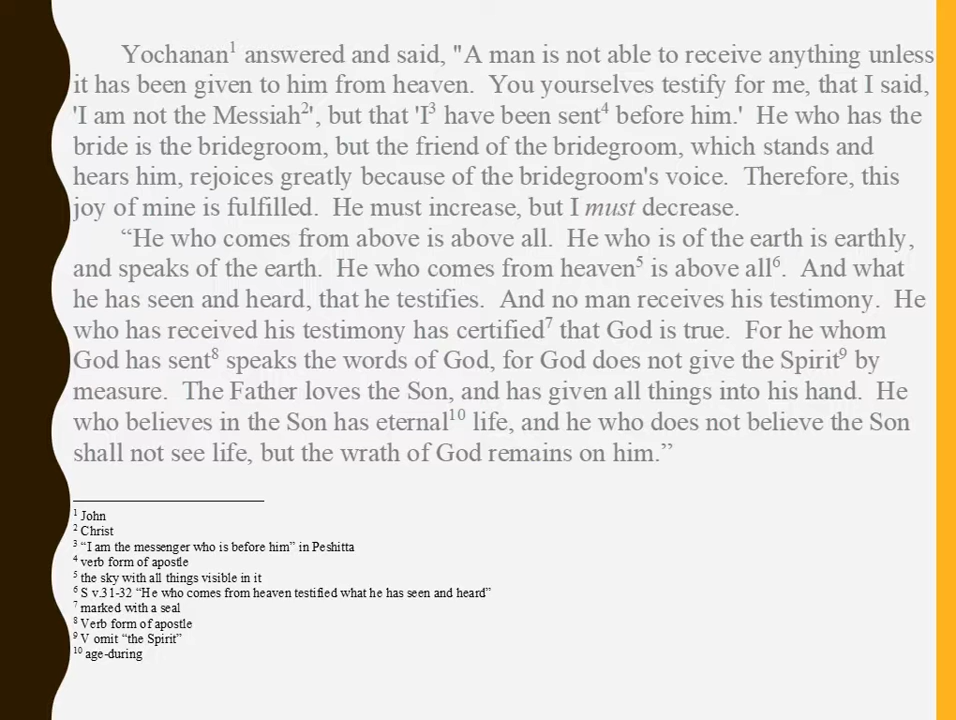 Yochanan¹ answered and said, "A man is not able to receive anything unless
it has been given to him from heaven. You yourselves testify for me, that I said,
'I am not the Messiah²', but that 'I³ have been sent⁴ before him.' He who has the
bride is the bridegroom, but the friend of the bridegroom, which stands and
hears him, rejoices greatly because of the bridegroom's voice. Therefore, this
joy of mine is fulfilled. He must increase, but I must decrease.
“He who comes from above is above all. He who is of the earth is earthly,
and speaks of the earth. He who comes from heaven⁵ is above all⁶. And what
he has seen and heard, that he testifies. And no man receives his testimony. He
who has received his testimony has certified⁷ that God is true. For he whom
God has sent⁸ speaks the words of God, for God does not give the Spirit⁹ by
measure. The Father loves the Son, and has given all things into his hand. He
who believes in the Son has eternal¹⁰ life, and he who does not believe the Son
shall not see life, but the wrath of God remains on him.”
¹ John
² Christ
³ “I am the messenger who is before him” in Peshitta
⁴ verb form of apostle
⁵ the sky with all things visible in it
⁶ S v.31-32 “He who comes from heaven testified what he has seen and heard”
⁷ marked with a seal
⁸ Verb form of apostle
⁹ V omit “the Spirit”
¹⁰ age-during